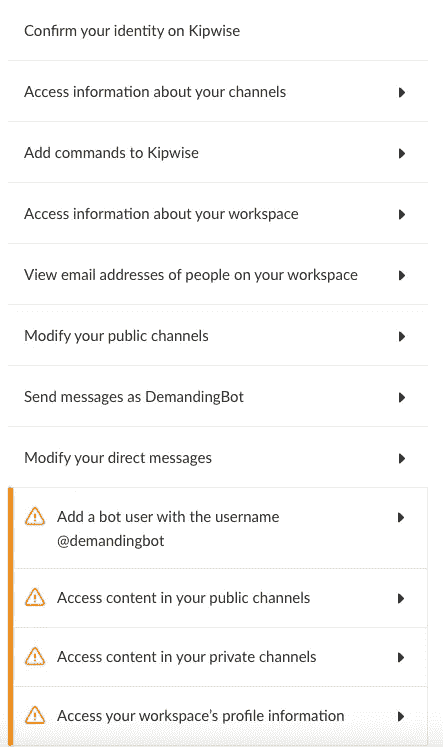 Confirm your identity on Kipwise
Access information about your channels
Add commands to Kipwise
Access information about your workspace
View email addresses of people on your workspace
Modify your public channels
Send messages as DemandingBot
Modify your direct messages
Add a bot user with the username
@demandingbot
Access content in your public channels
Access content in your private channels
Access your workspace’s profile information